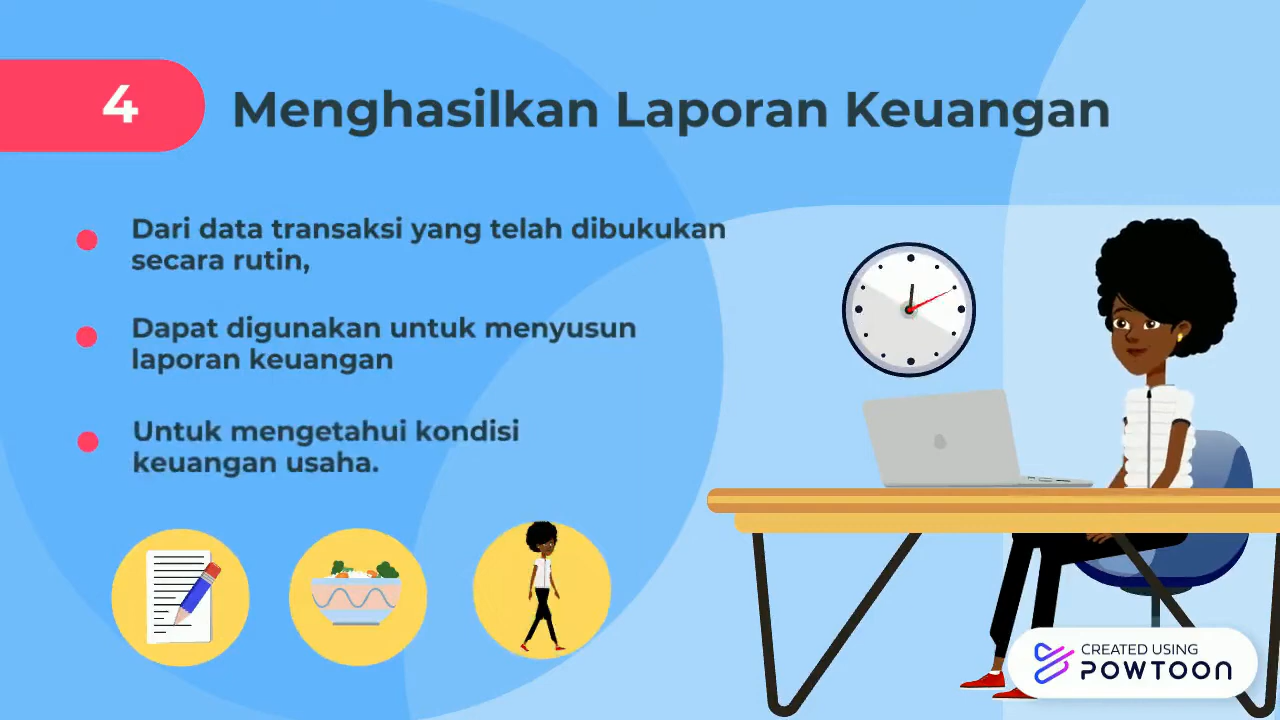 4
Menghasilkan Laporan Keuangan
Dari data transaksi yang telah dibukukan
secara rutin,
Dapat digunakan untuk menyusun
laporan keuangan
Untuk mengetahui kondisi
keuangan usaha.
CREATED USING
POWTOON